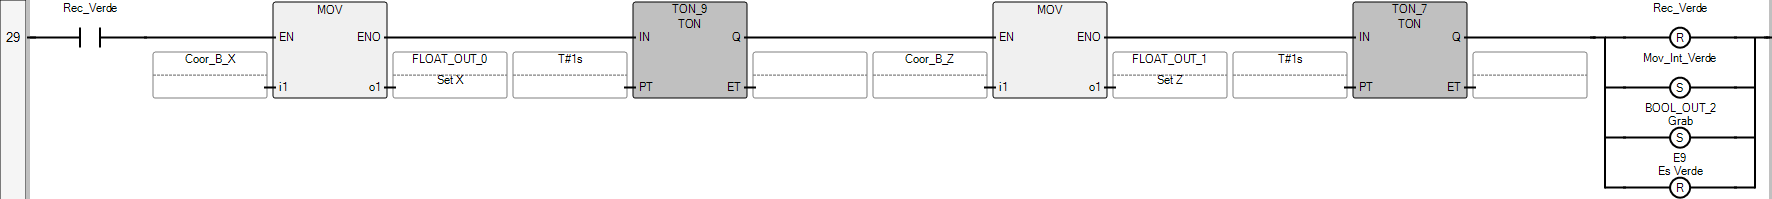 29
Rec_Verde
MOV
EN
ENO
Coor_B_X
i1
o1
FLOAT_OUT_0
Set X
T#1s
TON_9
TON
IN
Q
PT
ET
Coor_B_Z
MOV
EN
ENO
i1
o1
FLOAT_OUT_1
Set Z
T#1s
TON_7
TON
IN
Q
PT
ET
Rec_Verde
R
Mov_Int_Verde
S
BOOL_OUT_2
Grab
S
E9
Es Verde
R